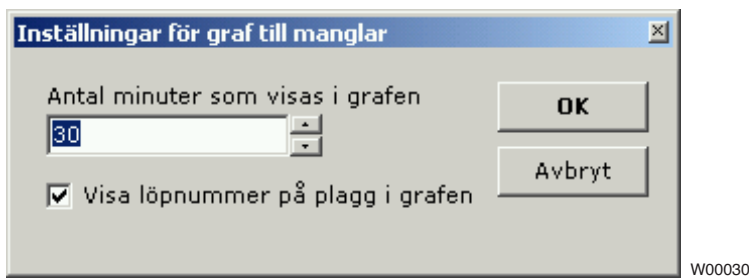 Inställningar för graf till manglar
Antal minuter som visas i grafen
30
OK
Avbryt
Visa löpnummer på plagg i grafen
W00030